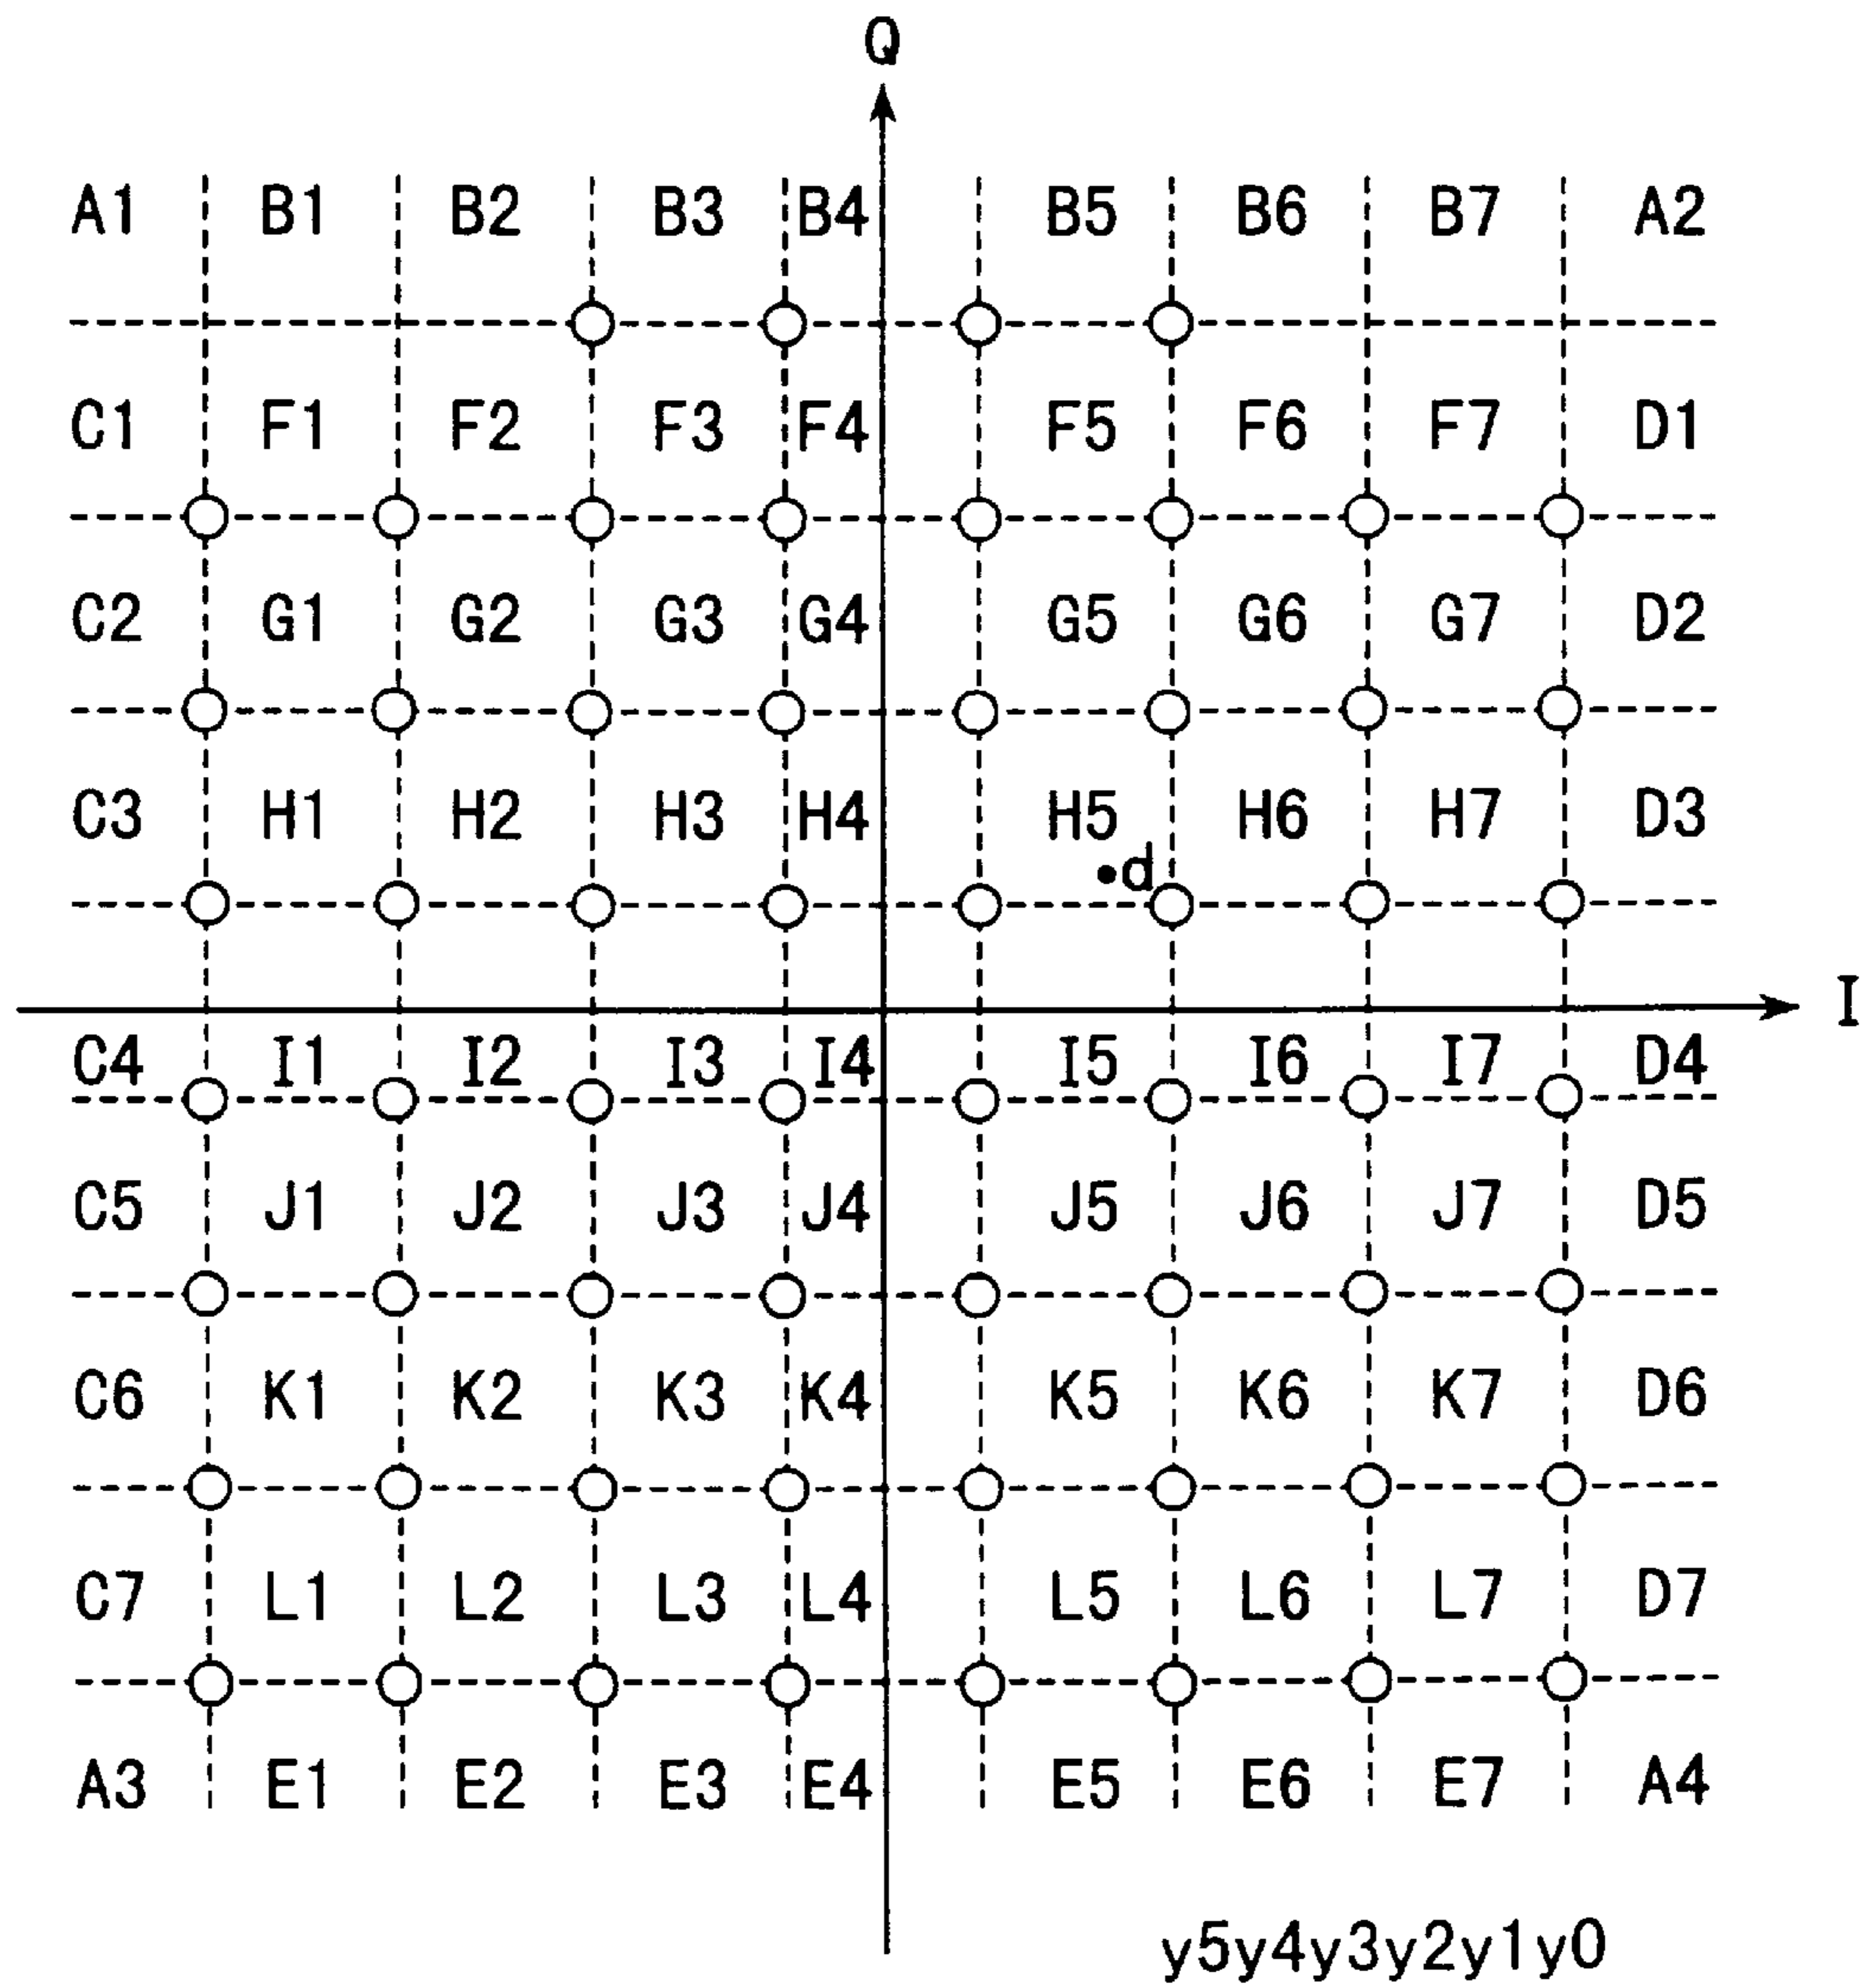 Q
A1 B1 B2 B3 B4 B5 B6 B7 A2
C1 F1 F2 F3 F4 F5 F6 F7 D1
C2 G1 G2 G3 G4 G5 G6 G7 D2
C3 H1 H2 H3 H4 H5 H6 H7 D3
d
I
C4 I1 I2 I3 I4 I5 I6 I7 D4
C5 J1 J2 J3 J4 J5 J6 J7 D5
C6 K1 K2 K3 K4 K5 K6 K7 D6
C7 L1 L2 L3 L4 L5 L6 L7 D7
A3 E1 E2 E3 E4 E5 E6 E7 A4
y5y4y3y2y1y0